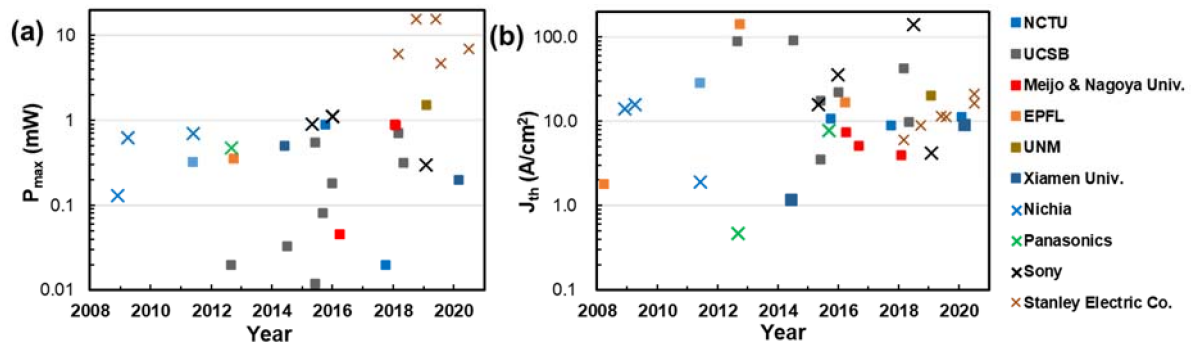 (a)
P max (mW)
10
1
0.1
0.01
2008 2010 2012 2014 2016 2018 2020
Year
(b)
J th (A/cm²)
100.0
10.0
1.0
0.1
2008 2010 2012 2014 2016 2018 2020
Year
NCTU
UCSB
Meijo & Nagoya Univ.
EPFL
UNM
Xiamen Univ.
Nichia
Panasonics
Sony
Stanley Electric Co.